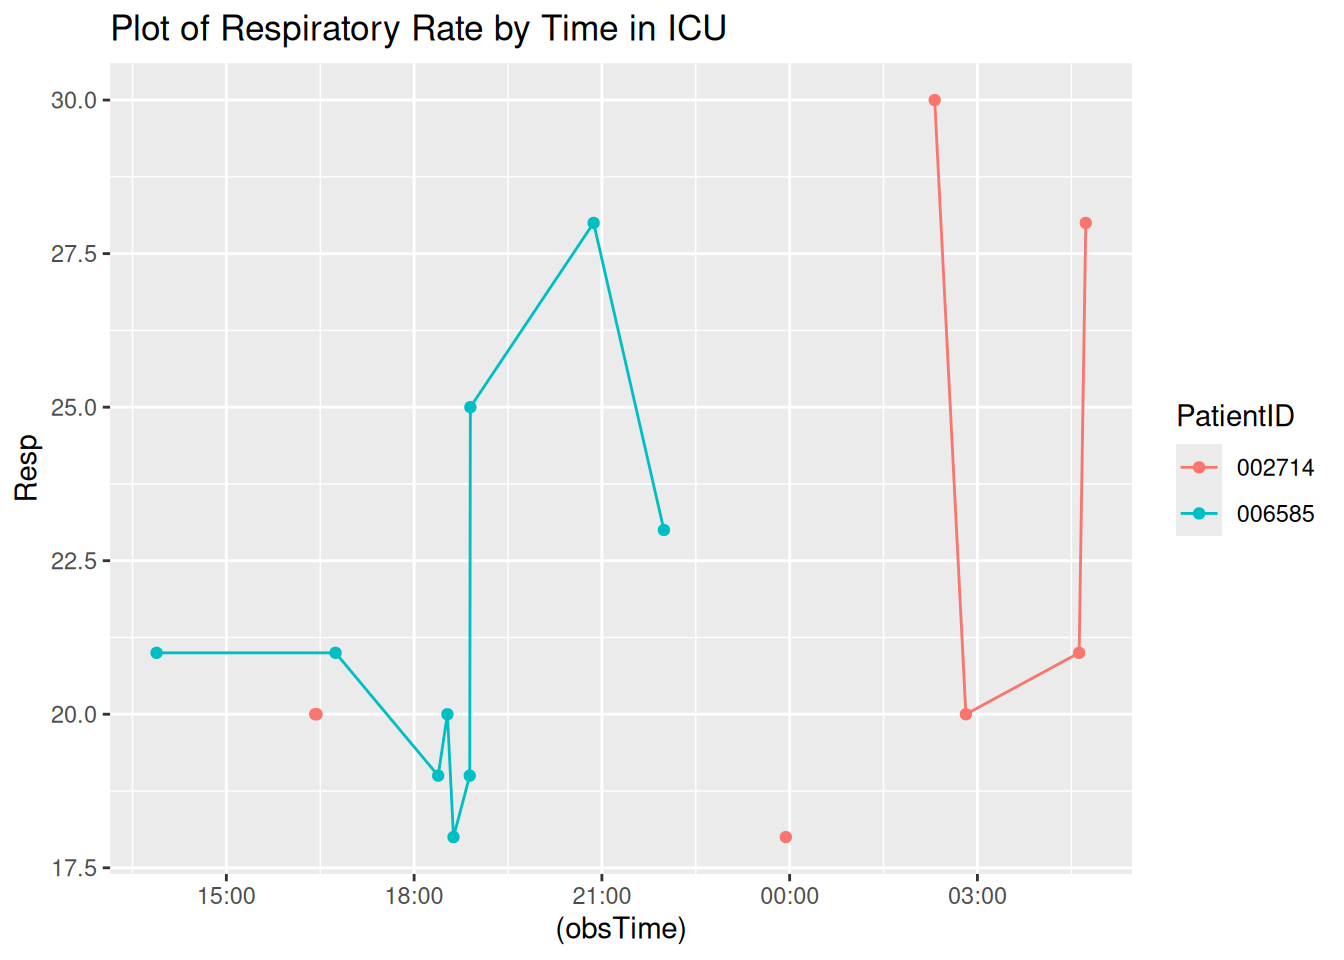 Plot of Respiratory Rate by Time in ICU
30.0
27.5
25.0
22.5
20.0
17.5
Resp
15:00 18:00 21:00 00:00 03:00
(obsTime)
PatientID
002714
006585